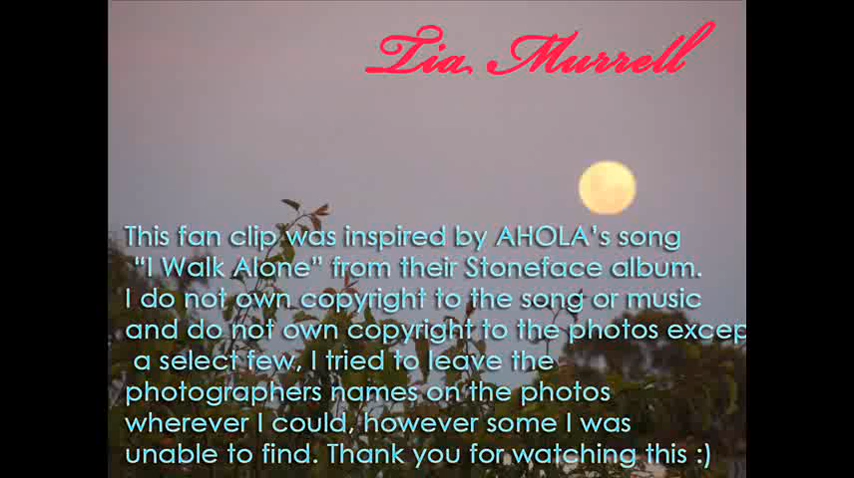 Tia Murrell
This fan clip was inspired by AHOLA's song
"I Walk Alone" from their Stoneface album.
I do not own copyright to the song or music
and do not own copyright to the photos excep
a select few, I tried to leave the
photographers names on the photos
wherever I could, however some I was
unable to find. Thank you for watching this :)